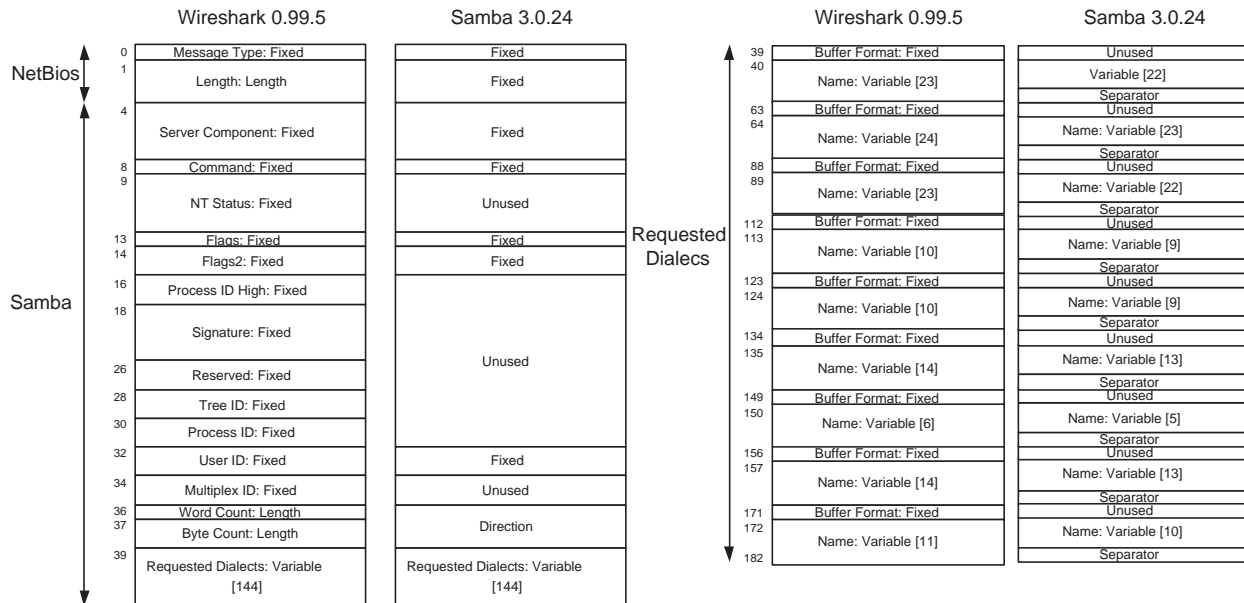 Wireshark 0.99.5
Samba 3.0.24
NetBios
Samba
0
Message Type: Fixed
Fixed
1
Length: Length
Fixed
4
Server Component: Fixed
Fixed
8
Command: Fixed
Fixed
9
NT Status: Fixed
Unused
13
Flags: Fixed
Fixed
14
Flags2: Fixed
Fixed
16
Process ID High: Fixed
18
Signature: Fixed
Unused
26
Reserved: Fixed
28
Tree ID: Fixed
30
Process ID: Fixed
32
User ID: Fixed
Fixed
34
Multiplex ID: Fixed
Unused
36
Word Count: Length
37
Byte Count: Length
Direction
39
Requested Dialects: Variable
[144]
Requested Dialects: Variable
[144]
Wireshark 0.99.5
Samba 3.0.24
Requested
Dialecs
39
Buffer Format: Fixed
Unused
40
Name: Variable [23]
Variable [22]
Separator
63
Buffer Format: Fixed
Unused
64
Name: Variable [24]
Name: Variable [23]
Separator
88
Buffer Format: Fixed
Unused
89
Name: Variable [23]
Name: Variable [22]
Separator
112
Buffer Format: Fixed
Unused
113
Name: Variable [10]
Name: Variable [9]
Separator
123
Buffer Format: Fixed
Unused
124
Name: Variable [10]
Name: Variable [9]
Separator
134
Buffer Format: Fixed
Unused
135
Name: Variable [14]
Name: Variable [13]
Separator
149
Buffer Format: Fixed
Unused
150
Name: Variable [6]
Name: Variable [5]
Separator
156
Buffer Format: Fixed
Unused
157
Name: Variable [14]
Name: Variable [13]
Separator
171
Buffer Format: Fixed
Unused
172
Name: Variable [11]
Name: Variable [10]
Separator
182